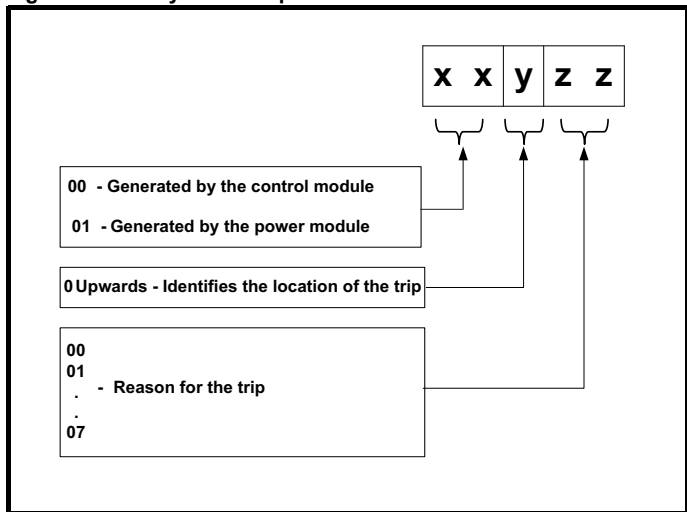 x x y z z
00 - Generated by the control module
01 - Generated by the power module
0 Upwards - Identifies the location of the trip
00
01
- Reason for the trip
.
.
07